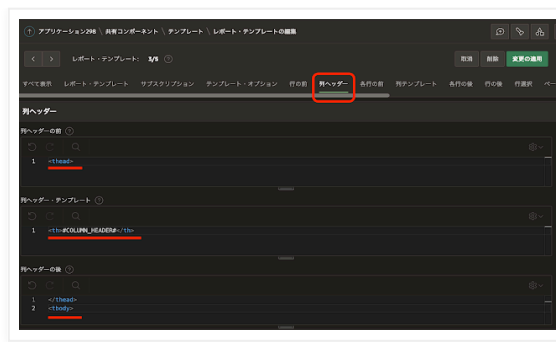 アプリケーション298 \ 共有コンポーネント \ テンプレート \ レポート・テンプレートの編集
レポート・テンプレート: 3/5
取消 削除 変更の適用
すべて表示 レポート・テンプレート サブスクリプション テンプレート・オプション 行の前 列ヘッダー 各行の前 列テンプレート 各行の後 行の後 行選択 ペー
列ヘッダー
列ヘッダーの前
1 <thead>
列ヘッダー・テンプレート
1 <th>#COLUMN_HEADER#</th>
列ヘッダーの後
1 </thead>
2 <tbody>